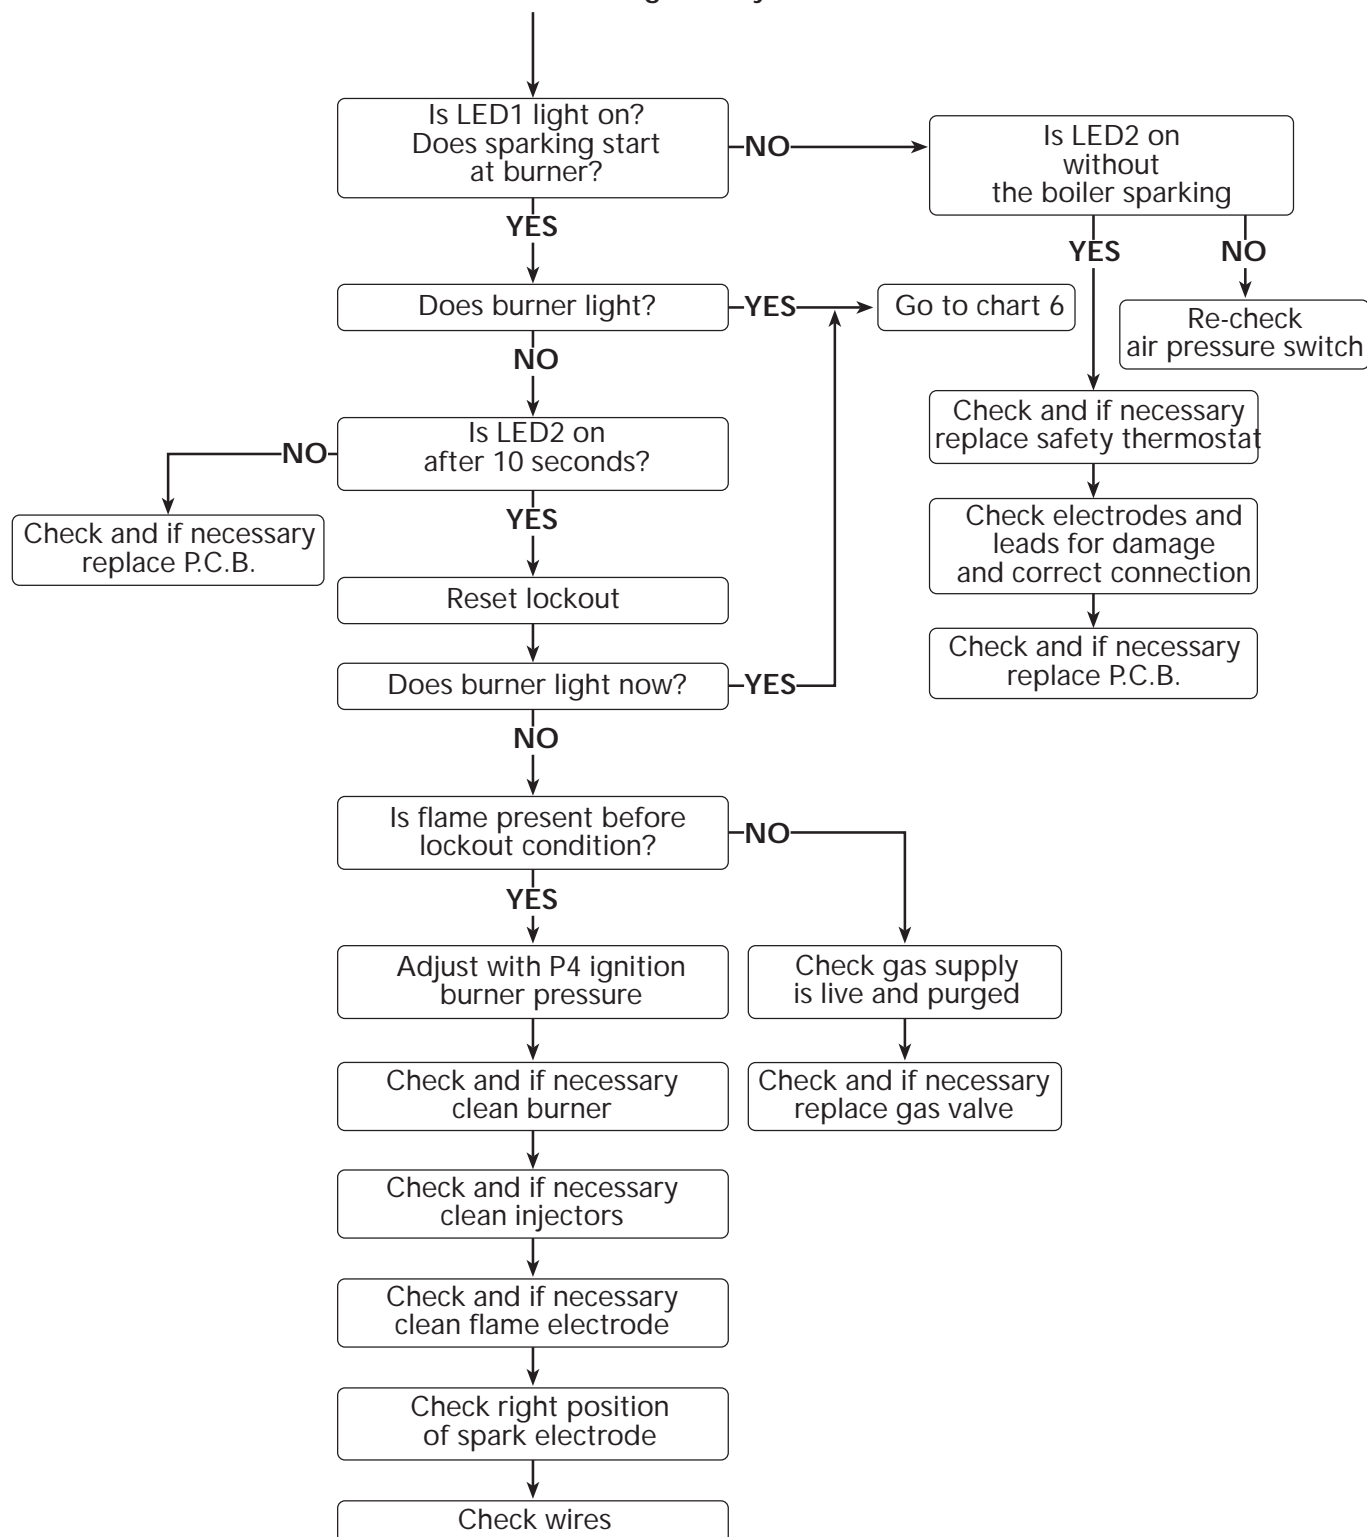 Is LED1 light on?
Does sparking start
at burner?
NO
Is LED2 on
without
the boiler sparking
YES
YES
NO
Does burner light?
YES
Go to chart 6
Re-check
air pressure switch
NO
Is LED2 on
after 10 seconds?
NO
Check and if necessary
replace safety thermostat
Check and if necessary
replace P.C.B.
YES
Check electrodes and
leads for damage
and correct connection
Reset lockout
Check and if necessary
replace P.C.B.
Does burner light now?
YES
NO
Is flame present before
lockout condition?
NO
YES
Adjust with P4 ignition
burner pressure
Check gas supply
is live and purged
Check and if necessary
clean burner
Check and if necessary
replace gas valve
Check and if necessary
clean injectors
Check and if necessary
clean flame electrode
Check right position
of spark electrode
Check wires